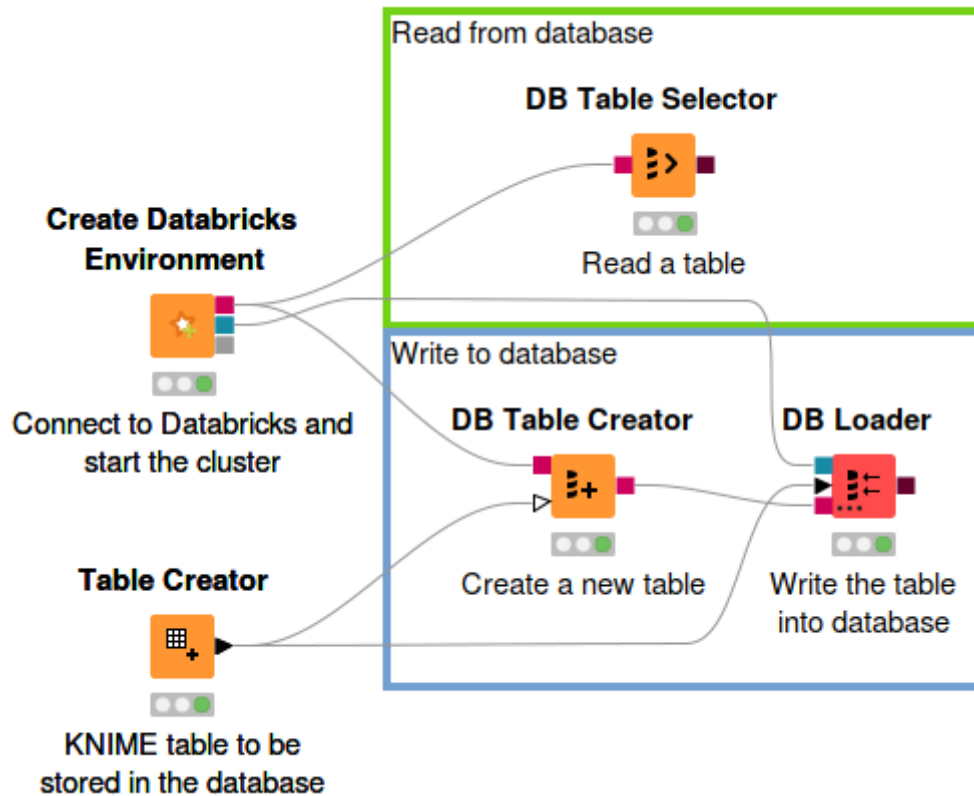 Read from database
DB Table Selector
Read a table
Create Databricks
Environment
Connect to Databricks and
start the cluster
Write to database
DB Table Creator
Create a new table
DB Loader
Write the table
into database
Table Creator
KNIME table to be
stored in the database